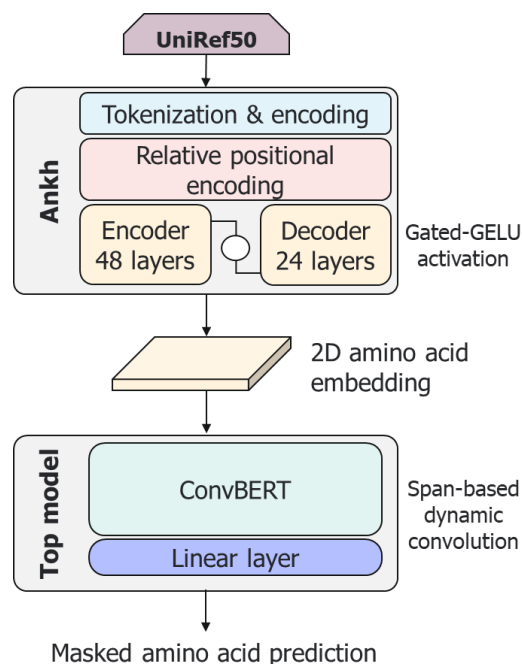 UniRef50
Ankh
Tokenization & encoding
Relative positional
encoding
Encoder
48 layers
Decoder
24 layers
Gated-GELU
activation
2D amino acid
embedding
Top model
ConvBERT
Linear layer
Span-based
dynamic
convolution
Masked amino acid prediction